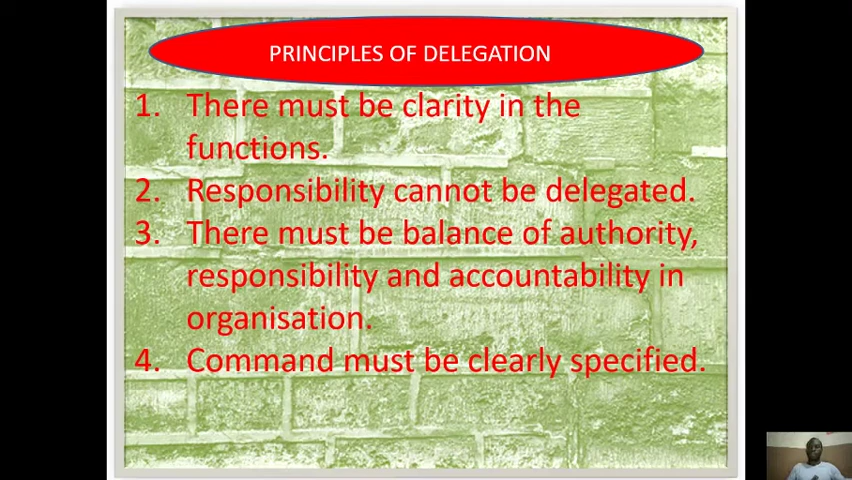 PRINCIPLES OF DELEGATION
1. There must be clarity in the
functions.
2. Responsibility cannot be delegated.
3. There must be balance of authority,
responsibility and accountability in
organisation.
4. Command must be clearly specified.